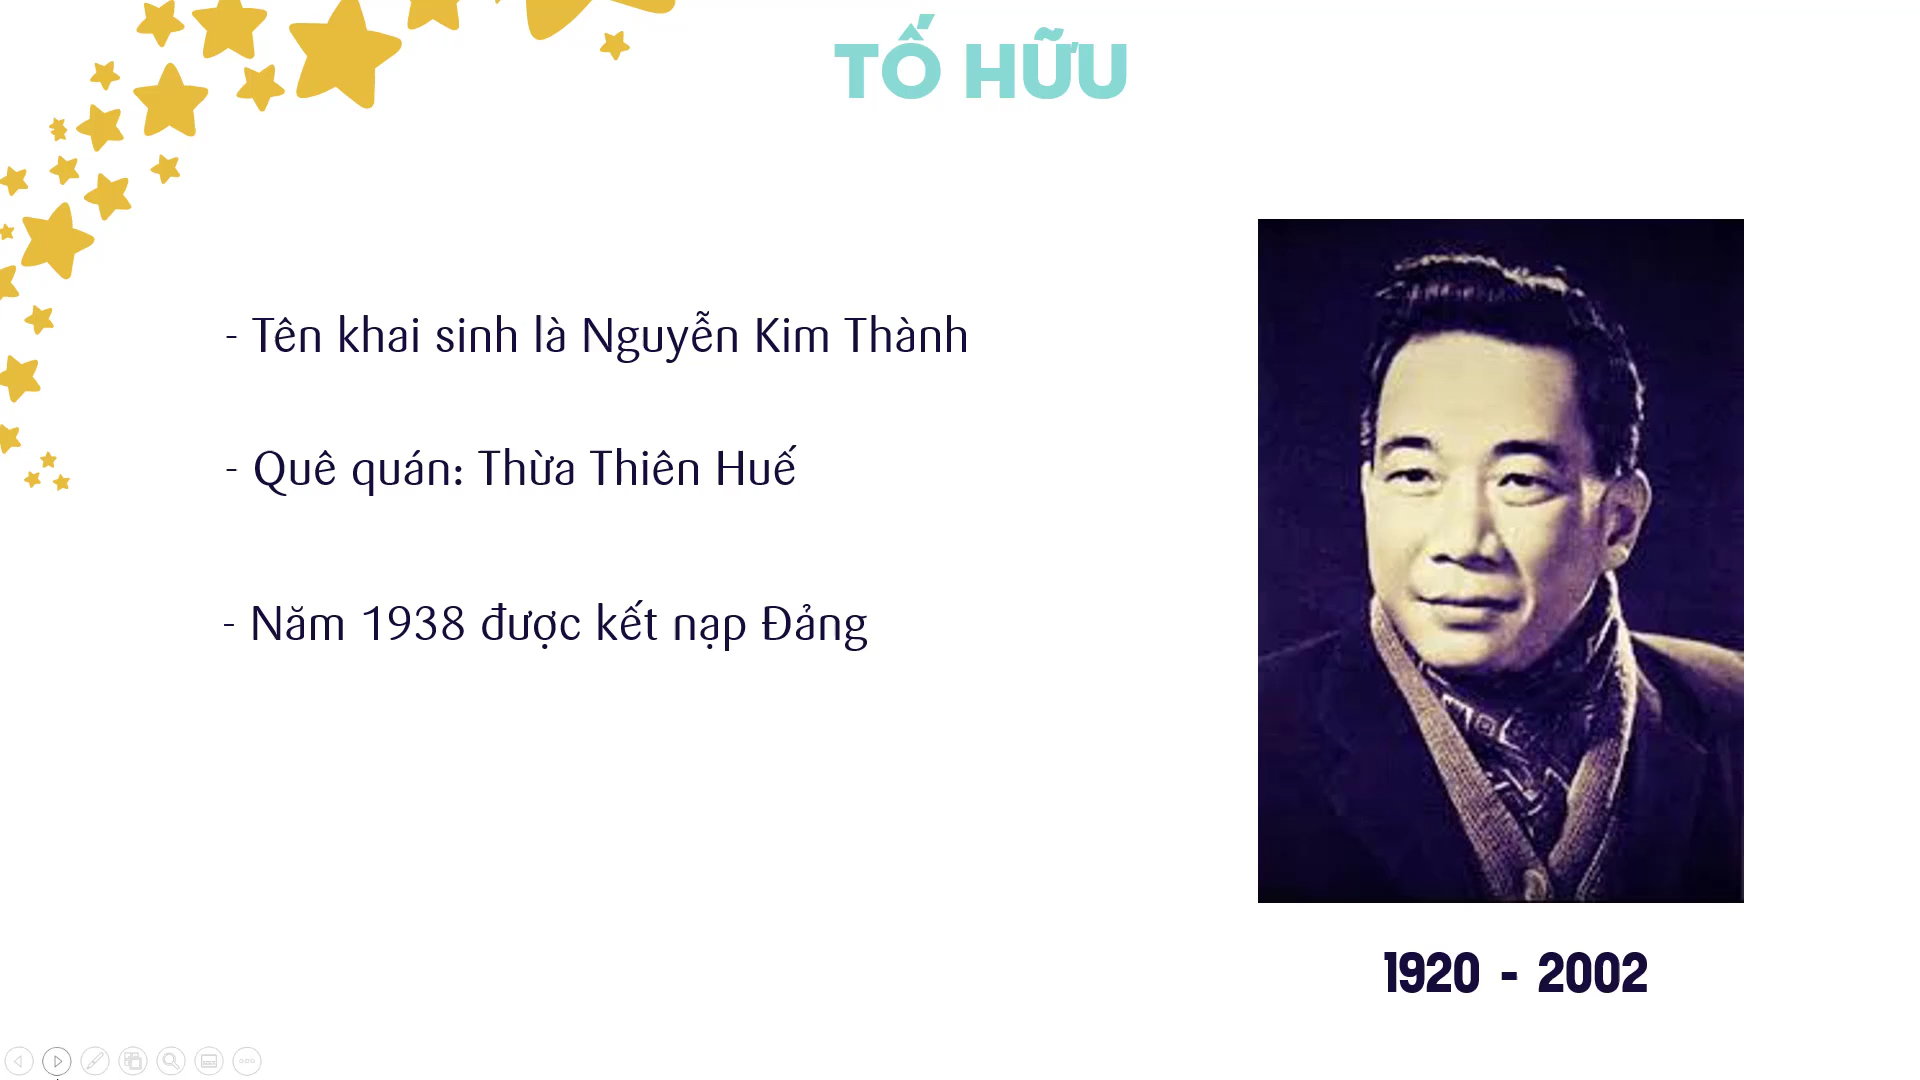 TỐ HỮU
- Tên khai sinh là Nguyễn Kim Thành
- Quê quán: Thừa Thiên Huế
- Năm 1938 được kết nạp Đảng
1920 - 2002